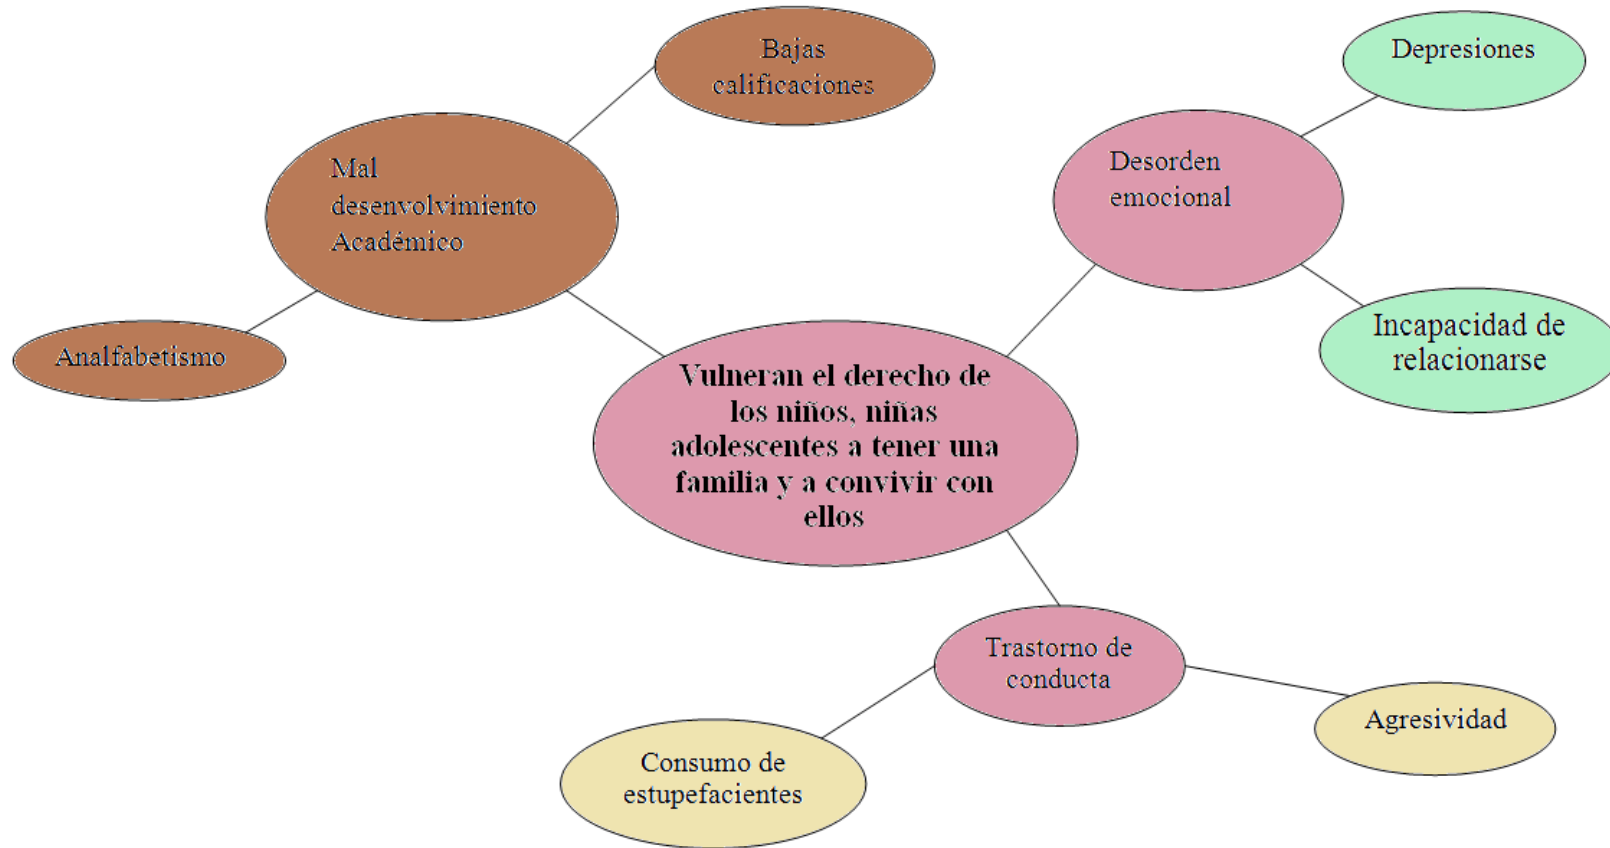 Bajas
calificaciones
Depresiones
Mal
desenvolvimiento
Académico
Desorden
emocional
Analfabetismo
Incapacidad de
relacionarse
Vulneran el derecho de
los niños, niñas
adolescentes a tener una
familia y a convivir con
ellos
Trastorno de
conducta
Agresividad
Consumo de
estupefacientes